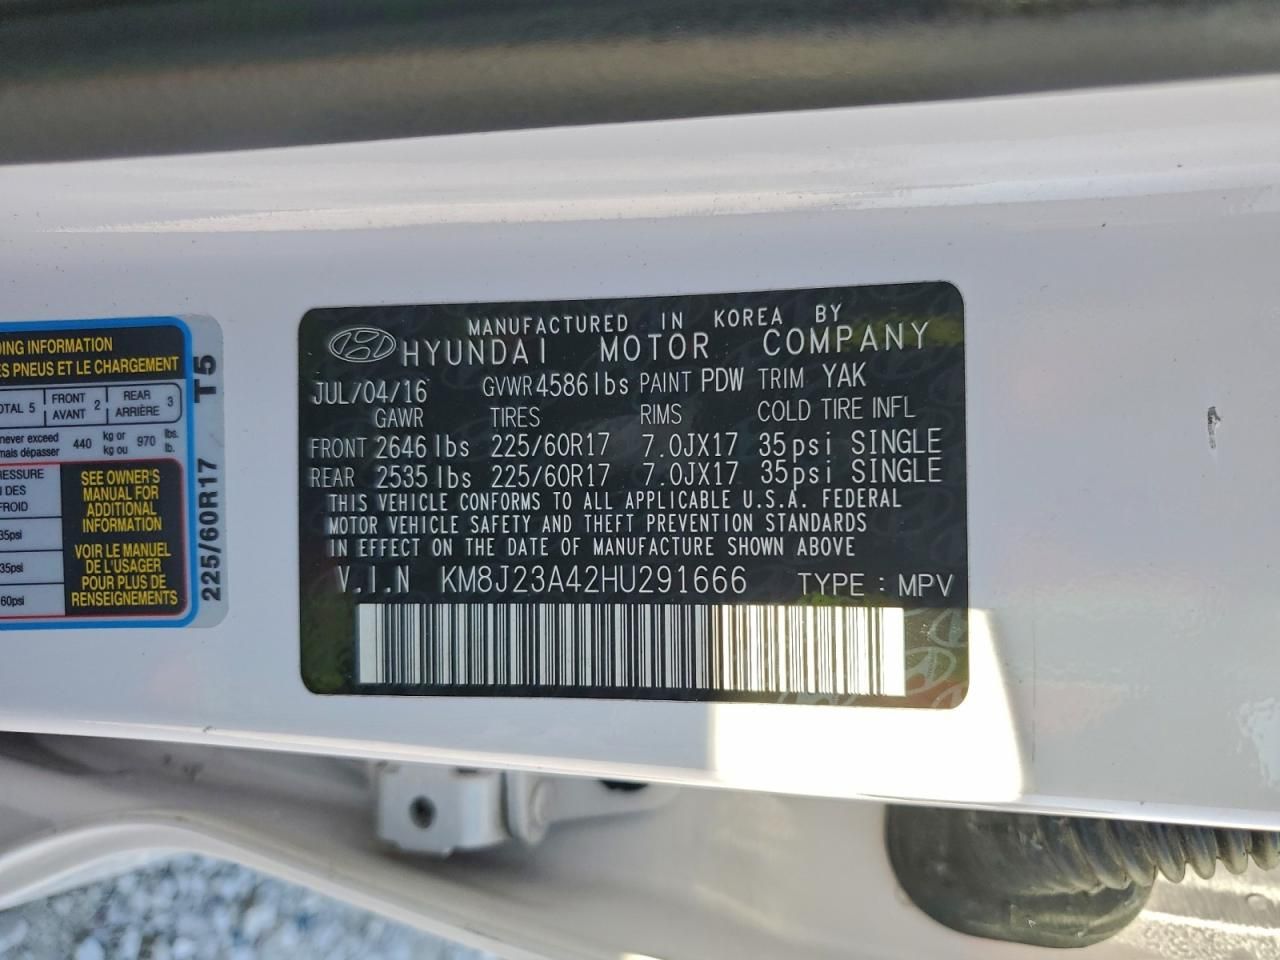 DING INFORMATION
ES PNEUS ET LE CHARGEMENT
OTAL 5
FRONT
AVANT 2
REAR
ARRIÈRE 3
never exceed 440 kg or 970 lbs.
mais dépasser kg ou lb.
ESSURE
N DES
FROID
35psi
35psi
60psi
SEE OWNER'S
MANUAL FOR
ADDITIONAL
INFORMATION
VOIR LE MANUEL
DE L'USAGER
POUR PLUS DE
RENSEIGNEMENTS
225/60R17 T5
MANUFACTURED IN KOREA BY
HYUNDAI MOTOR COMPANY
JUL/04/16 GVWR 4586lbs PAINT PDW TRIM YAK
GAWR TIRES RIMS COLD TIRE INFL
FRONT 2646 lbs 225/60R17 7.0JX17 35psi SINGLE
REAR 2535 lbs 225/60R17 7.0JX17 35psi SINGLE
THIS VEHICLE CONFORMS TO ALL APPLICABLE U.S.A. FEDERAL
MOTOR VEHICLE SAFETY AND THEFT PREVENTION STANDARDS
IN EFFECT ON THE DATE OF MANUFACTURE SHOWN ABOVE
V.I.N KM8J23A42HU291666 TYPE : MPV